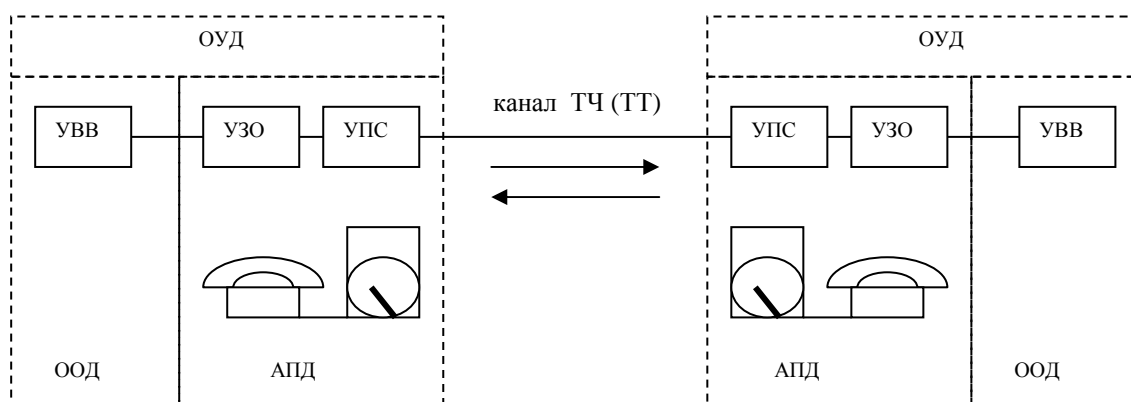 ОУД
ОУД
канал ТЧ (ТТ)
УВВ
УЗО
УПС
УПС
УЗО
УВВ
ООД
АПД
АПД
ООД